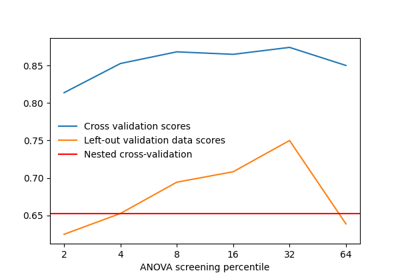 0.85
0.80
Cross validation scores
0.75
Left-out validation data scores
Nested cross-validation
0.70
0.65
2 4 8 16 32 64
ANOVA screening percentile